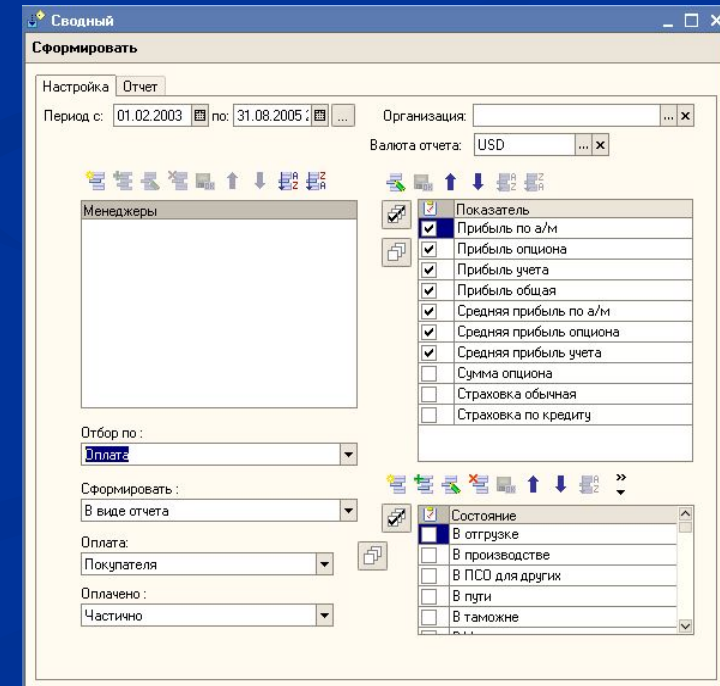 Сводный
Сформировать
Настройка Отчет
Период с: 01.02.2003 по: 31.08.2005 ... Организация: ... x
Валюта отчета: USD ... x
Менеджеры
Показатель
Прибыль по а/м
Прибыль опциона
Прибыль учета
Прибыль общая
Средняя прибыль по а/м
Средняя прибыль опциона
Средняя прибыль учета
Сумма опциона
Страховка обычная
Страховка по кредиту
Отбор по :
Оплата
Сформировать :
В виде отчета
Оплата:
Покупателя
Оплачено :
Частично
Состояние
В отгрузке
В производстве
В ПСО для других
В пути
В таможне